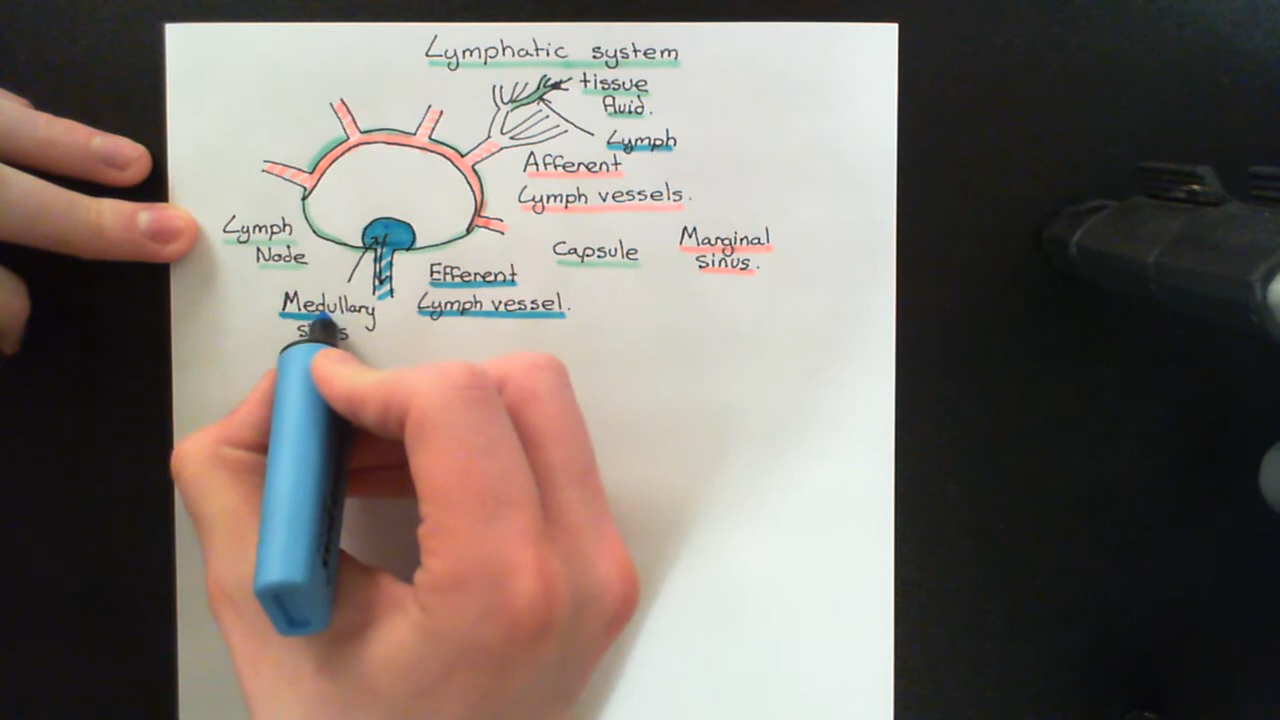 Lymphatic system
tissue
fluid.
Lymph
Afferent
Lymph vessels.
Lymph
Node
Capsule
Marginal
Sinus.
Efferent
Lymph vessel.
Medullary